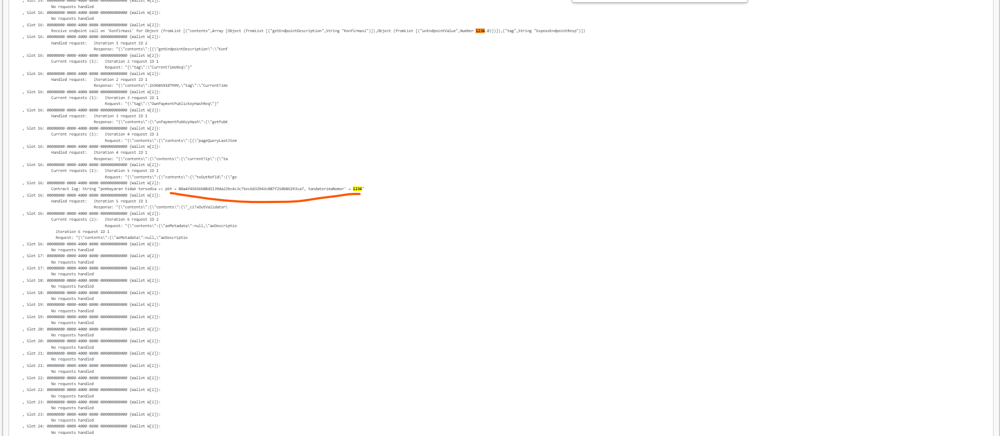 , Slot 15: 00000000-0000-4000-8000-000000000000 {Wallet W[2]}:
No requests handled
, Slot 16: 00000000-0000-4000-8000-000000000000 {Wallet W[2]}:
No requests handled
, Slot 16: 00000000-0000-4000-8000-000000000000 {Wallet W[2]}:
Receive endpoint call on 'Konfirmasi' for Object (fromList [("contents",Array [Object (fromList [("getEndpointDescription",String "Konfirmasi")]),Object (fromList [("unEndpointValue",Number 1234.0)])]),("tag",String "ExposeEndpointResp")])
, Slot 16: 00000000-0000-4000-8000-000000000000 {Wallet W[2]}:
Handled request: Iteration 1 request ID 2
Response: "{\"contents\":[{\"getEndpointDescription\":\"Konf
, Slot 16: 00000000-0000-4000-8000-000000000000 {Wallet W[2]}:
Current requests (1): Iteration 2 request ID 1
Request: "{\"tag\":\"CurrentTimeReq\"}"
, Slot 16: 00000000-0000-4000-8000-000000000000 {Wallet W[2]}:
Handled request: Iteration 2 request ID 1
Response: "{\"contents\":1596059107999,\"tag\":\"CurrentTime
, Slot 16: 00000000-0000-4000-8000-000000000000 {Wallet W[2]}:
Current requests (1): Iteration 3 request ID 1
Request: "{\"tag\":\"OwnPaymentPublicKeyHashReq\"}"
, Slot 16: 00000000-0000-4000-8000-000000000000 {Wallet W[2]}:
Handled request: Iteration 3 request ID 1
Response: "{\"contents\":{\"unPaymentPubKeyHash\":{\"getPubK
, Slot 16: 00000000-0000-4000-8000-000000000000 {Wallet W[2]}:
Current requests (1): Iteration 4 request ID 1
Request: "{\"contents\":{\"contents\":[{\"pageQueryLastItem
, Slot 16: 00000000-0000-4000-8000-000000000000 {Wallet W[2]}:
Handled request: Iteration 4 request ID 1
Response: "{\"contents\":{\"contents\":{\"currentTip\":{\"ta
, Slot 16: 00000000-0000-4000-8000-000000000000 {Wallet W[2]}:
Current requests (1): Iteration 5 request ID 1
Request: "{\"contents\":{\"contents\":{\"txOutRefId\":{\"ge
, Slot 16: 00000000-0000-4000-8000-000000000000 {Wallet W[2]}:
Contract log: String "pembayaran tidak tersedia => pkh = 80a4f45b56b88d1139da23bc4c3c75ec6d32943c087f250b86193ca7, tandaterimaNomor' = 1234"
, Slot 16: 00000000-0000-4000-8000-000000000000 {Wallet W[2]}:
Handled request: Iteration 5 request ID 1
Response: "{\"contents\":{\"contents\":{\"_ciTxOutValidator\
, Slot 16: 00000000-0000-4000-8000-000000000000 {Wallet W[2]}:
Current requests (2): Iteration 6 request ID 2
Request: "{\"contents\":{\"aeMetadata\":null,\"aeDescriptio
Iteration 6 request ID 1
Request: "{\"contents\":{\"aeMetadata\":null,\"aeDescriptio
, Slot 16: 00000000-0000-4000-8000-000000000000 {Wallet W[2]}:
No requests handled
, Slot 17: 00000000-0000-4000-8000-000000000000 {Wallet W[2]}:
No requests handled
, Slot 17: 00000000-0000-4000-8000-000000000000 {Wallet W[2]}:
No requests handled
, Slot 18: 00000000-0000-4000-8000-000000000000 {Wallet W[2]}:
No requests handled
, Slot 18: 00000000-0000-4000-8000-000000000000 {Wallet W[2]}:
No requests handled
, Slot 19: 00000000-0000-4000-8000-000000000000 {Wallet W[2]}:
No requests handled
, Slot 19: 00000000-0000-4000-8000-000000000000 {Wallet W[2]}:
No requests handled
, Slot 20: 00000000-0000-4000-8000-000000000000 {Wallet W[2]}:
No requests handled
, Slot 20: 00000000-0000-4000-8000-000000000000 {Wallet W[2]}:
No requests handled
, Slot 21: 00000000-0000-4000-8000-000000000000 {Wallet W[2]}:
No requests handled
, Slot 21: 00000000-0000-4000-8000-000000000000 {Wallet W[2]}:
No requests handled
, Slot 22: 00000000-0000-4000-8000-000000000000 {Wallet W[2]}:
No requests handled
, Slot 22: 00000000-0000-4000-8000-000000000000 {Wallet W[2]}:
No requests handled
, Slot 23: 00000000-0000-4000-8000-000000000000 {Wallet W[2]}:
No requests handled
, Slot 23: 00000000-0000-4000-8000-000000000000 {Wallet W[2]}:
No requests handled
, Slot 24: 00000000-0000-4000-8000-000000000000 {Wallet W[2]}:
No requests handled